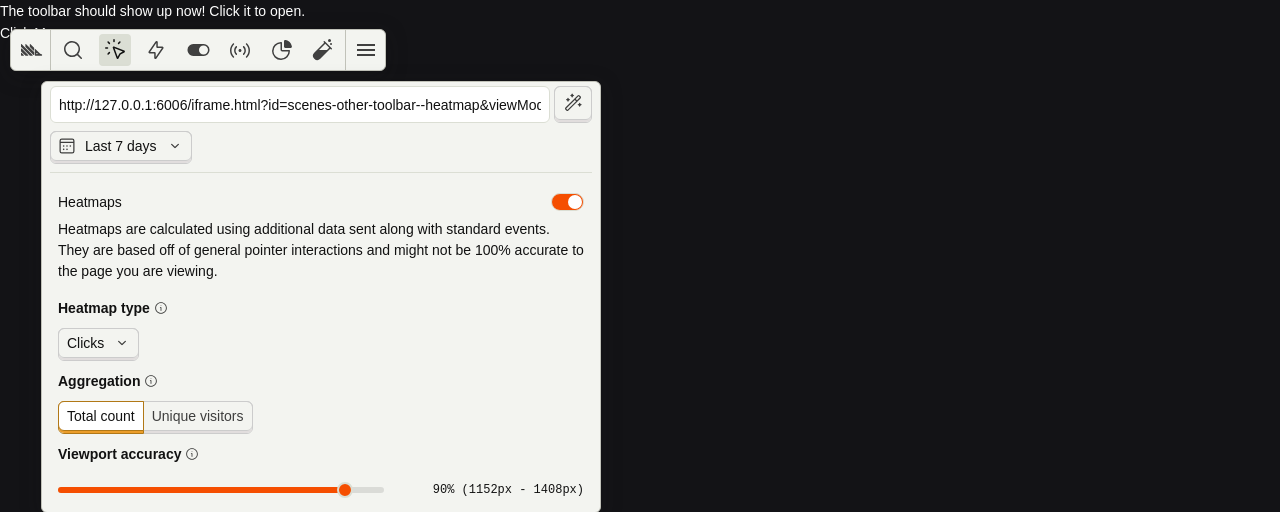 The toolbar should show up now! Click it to open.
http://127.0.0.1:6006/iframe.html?id=scenes-other-toolbar--heatmap&viewMod
Last 7 days
Heatmaps
Heatmaps are calculated using additional data sent along with standard events.
They are based off of general pointer interactions and might not be 100% accurate to
the page you are viewing.
Heatmap type
Clicks
Aggregation
Total count Unique visitors
Viewport accuracy
90% (1152px - 1408px)